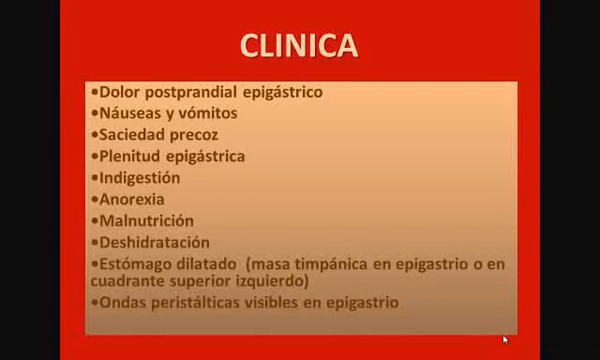 CLINICA
•Dolor postprandial epigástrico
•Náuseas y vómitos
•Saciedad precoz
•Plenitud epigástrica
•Indigestión
•Anorexia
•Malnutrición
•Deshidratación
•Estómago dilatado  (masa timpánica en epigastrio o en
cuadrante superior izquierdo)
•Ondas peristálticas visibles en epigastrio